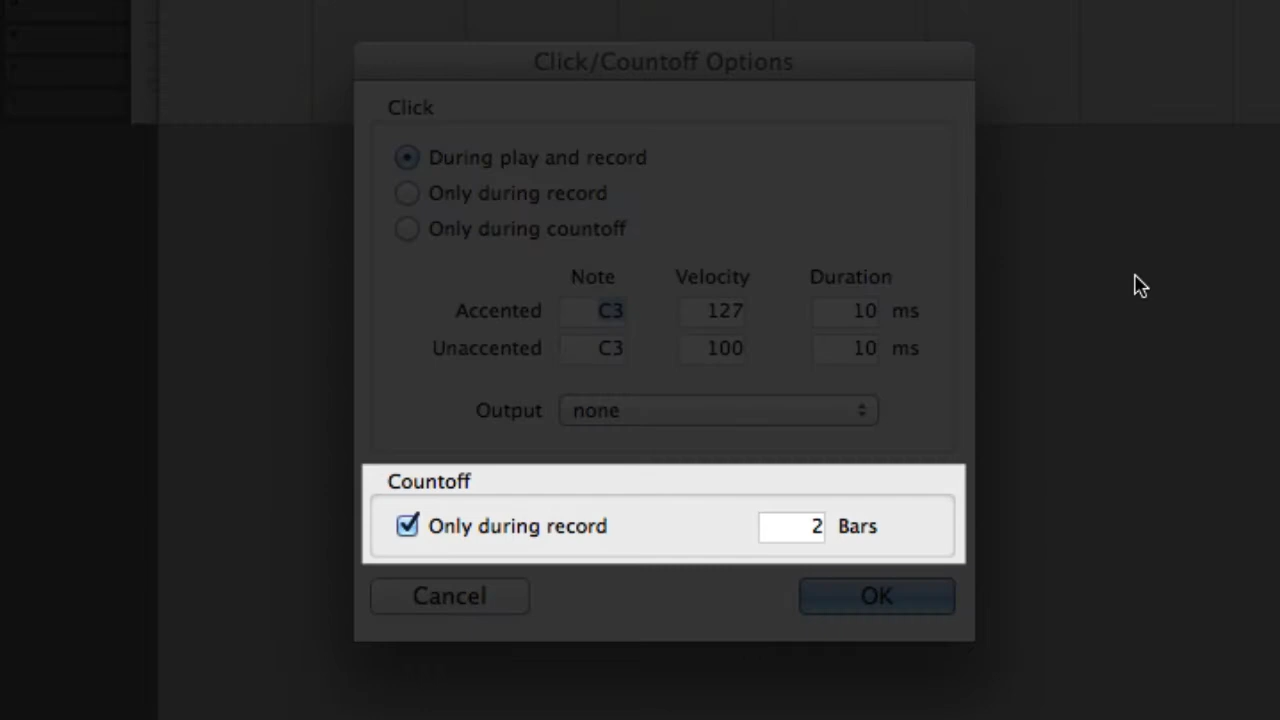 Click/Countoff Options
Click
During play and record
Only during record
Only during countoff
Note Velocity Duration
Accented C3 127 10 ms
Unaccented C3 100 10 ms
Output none
Countoff
Only during record 2 Bars
Cancel OK